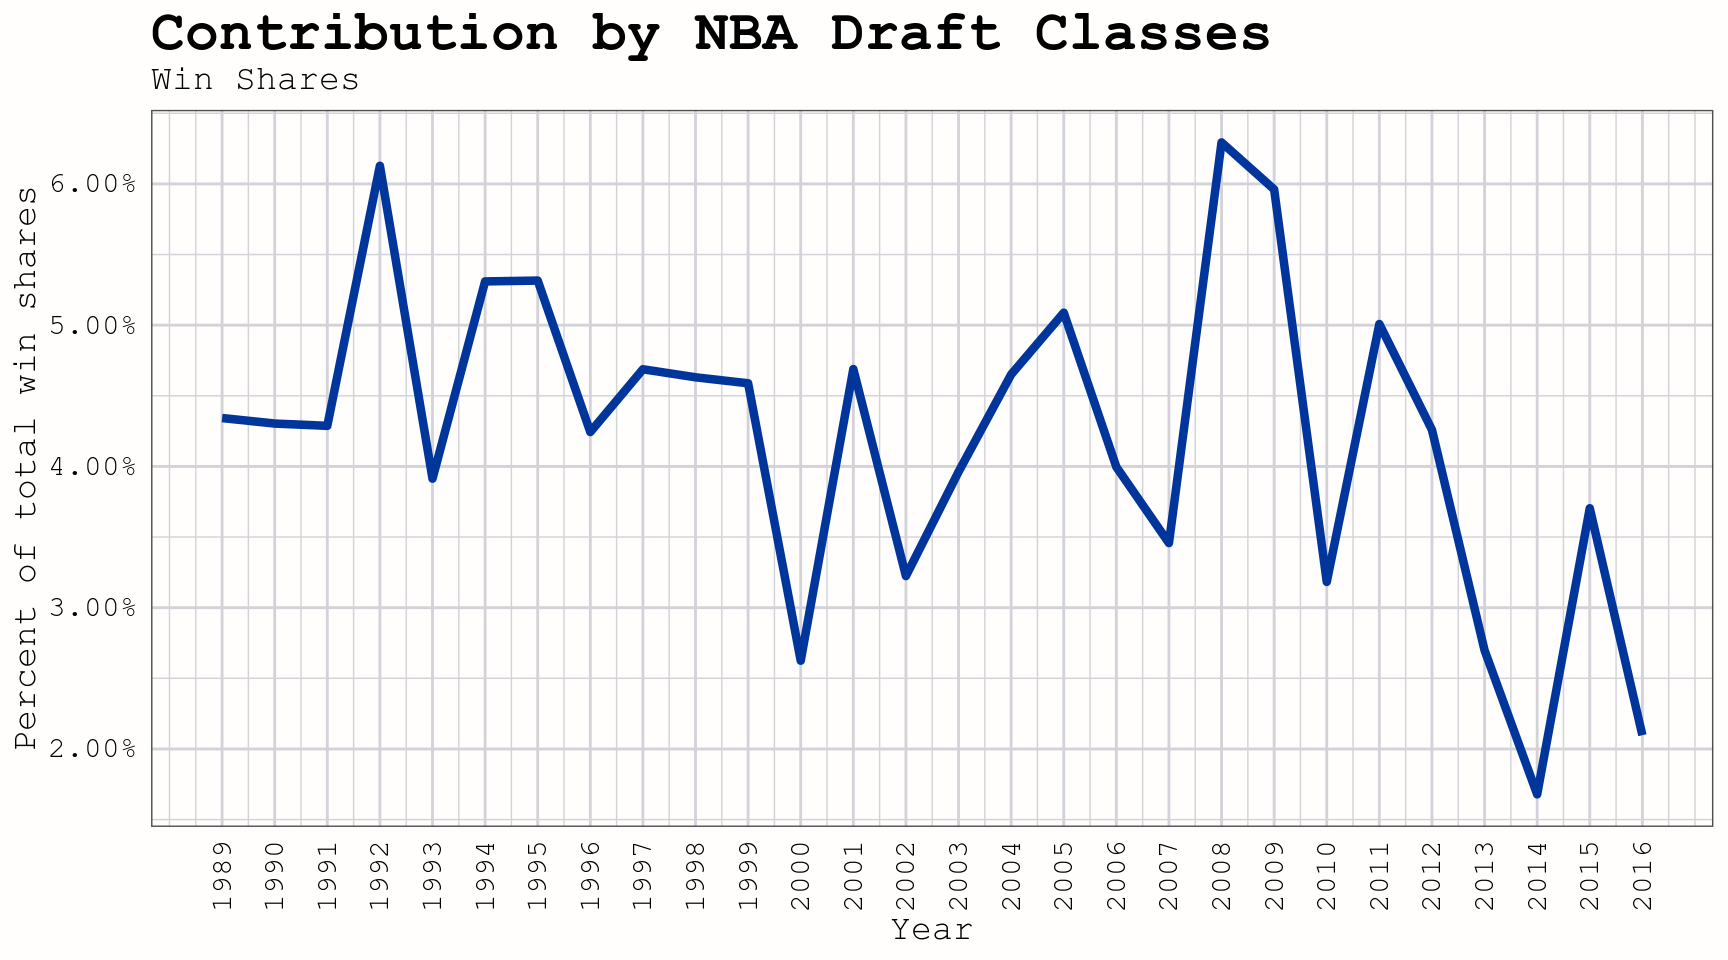 Contribution by NBA Draft Classes
Win Shares
Percent of total win shares
6.00%
5.00%
4.00%
3.00%
2.00%
1989 1990 1991 1992 1993 1994 1995 1996 1997 1998 1999 2000 2001 2002 2003 2004 2005 2006 2007 2008 2009 2010 2011 2012 2013 2014 2015 2016
Year